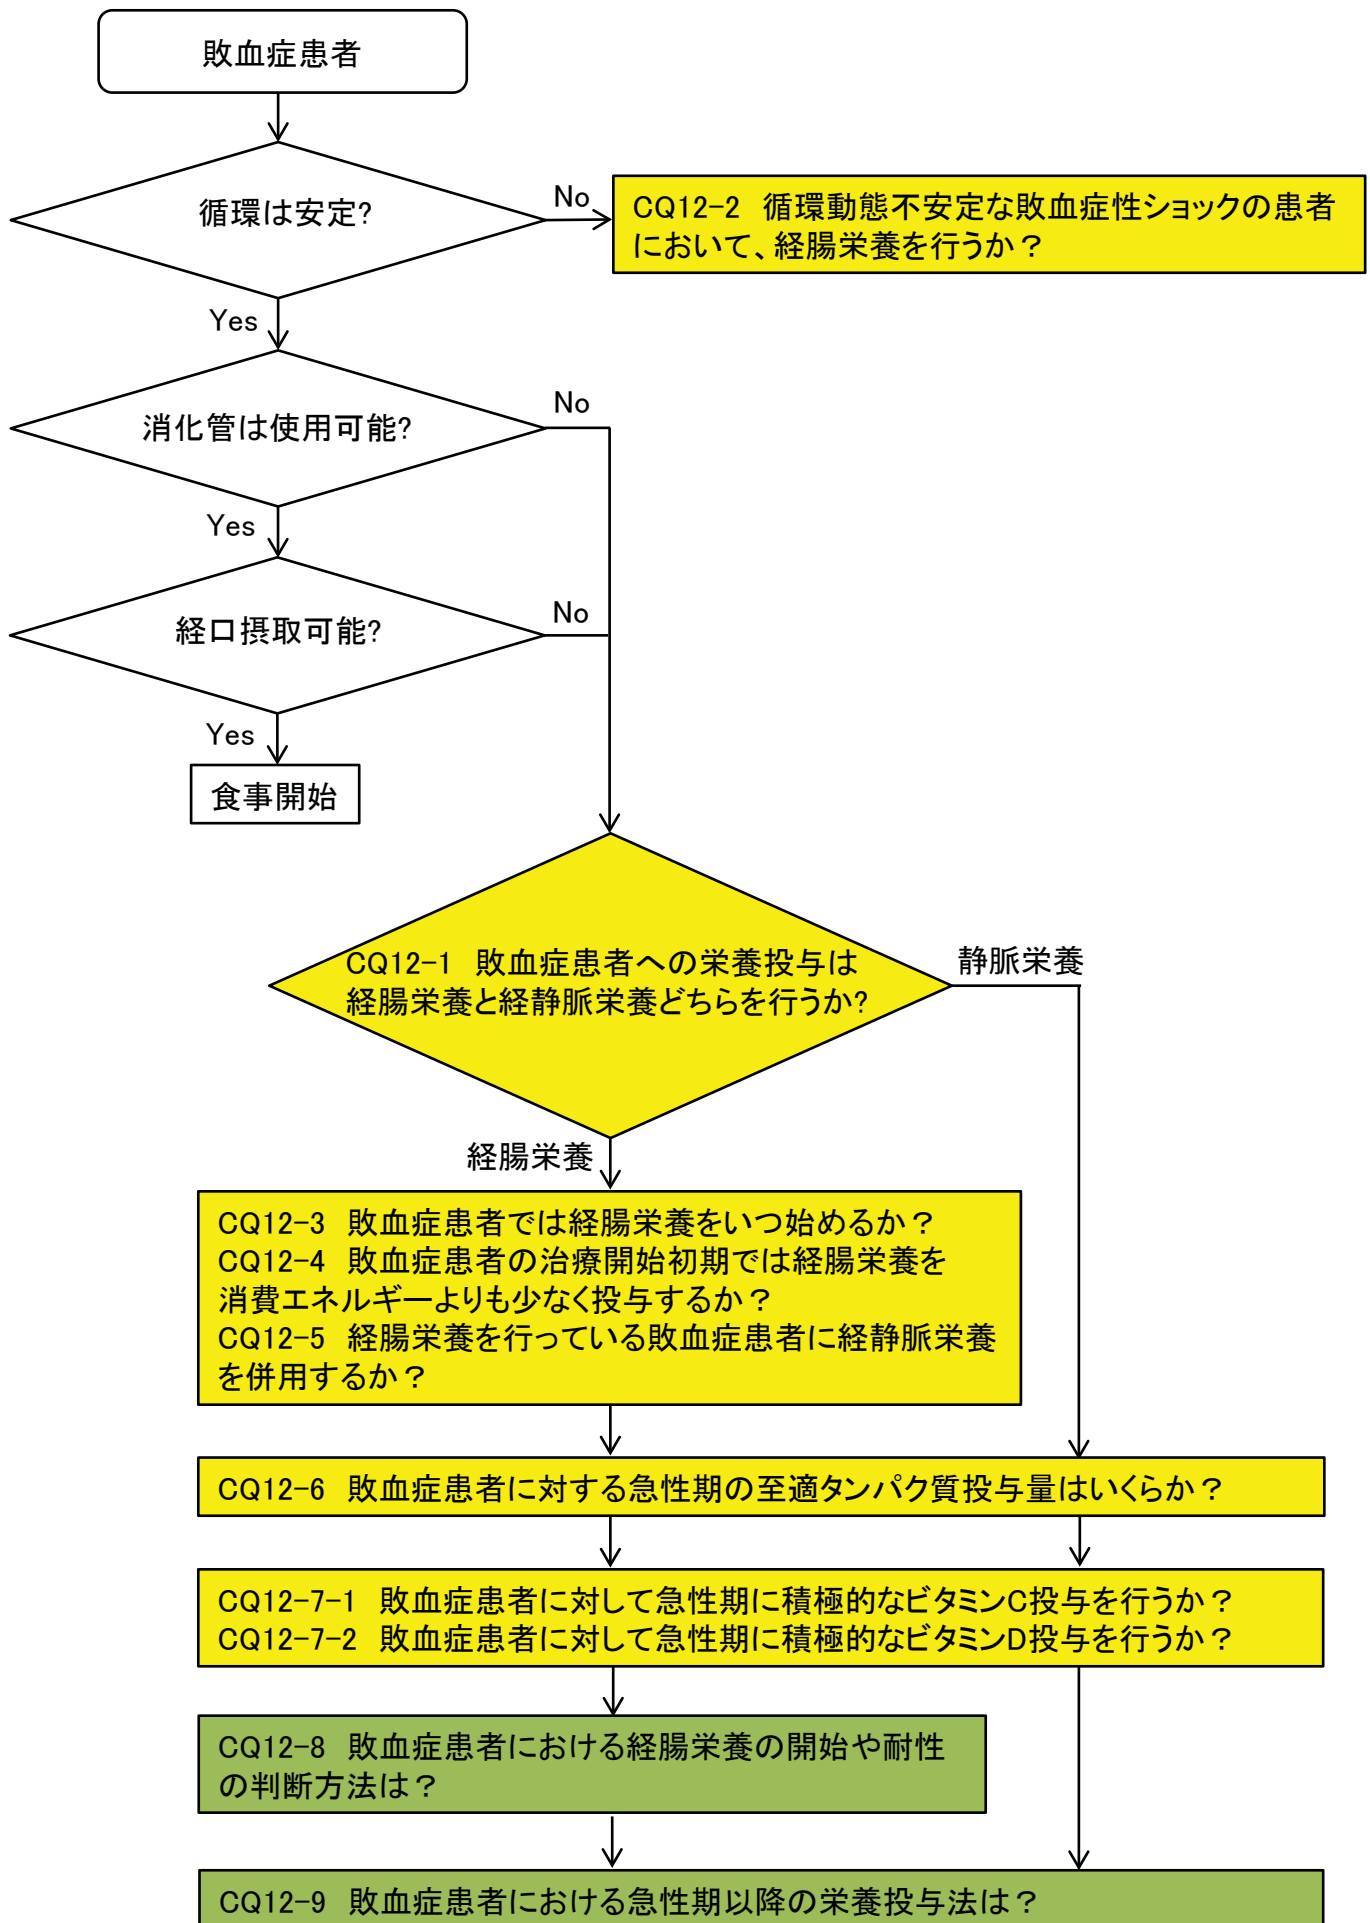 敗血症患者
循環は安定?
No
CQ12-2 循環動態不安定な敗血症性ショックの患者
において、経腸栄養を行うか？
Yes
消化管は使用可能?
No
Yes
経口摂取可能?
No
Yes
食事開始
CQ12-1 敗血症患者への栄養投与は
経腸栄養と経静脈栄養どちらを行うか?
静脈栄養
経腸栄養
CQ12-3 敗血症患者では経腸栄養をいつ始めるか？
CQ12-4 敗血症患者の治療開始初期では経腸栄養を
消費エネルギーよりも少なく投与するか？
CQ12-5 経腸栄養を行っている敗血症患者に経静脈栄養
を併用するか？
CQ12-6 敗血症患者に対する急性期の至適タンパク質投与量はいくらか？
CQ12-7-1 敗血症患者に対して急性期に積極的なビタミンC投与を行うか？
CQ12-7-2 敗血症患者に対して急性期に積極的なビタミンD投与を行うか？
CQ12-8 敗血症患者における経腸栄養の開始や耐性
の判断方法は？
CQ12-9 敗血症患者における急性期以降の栄養投与法は？